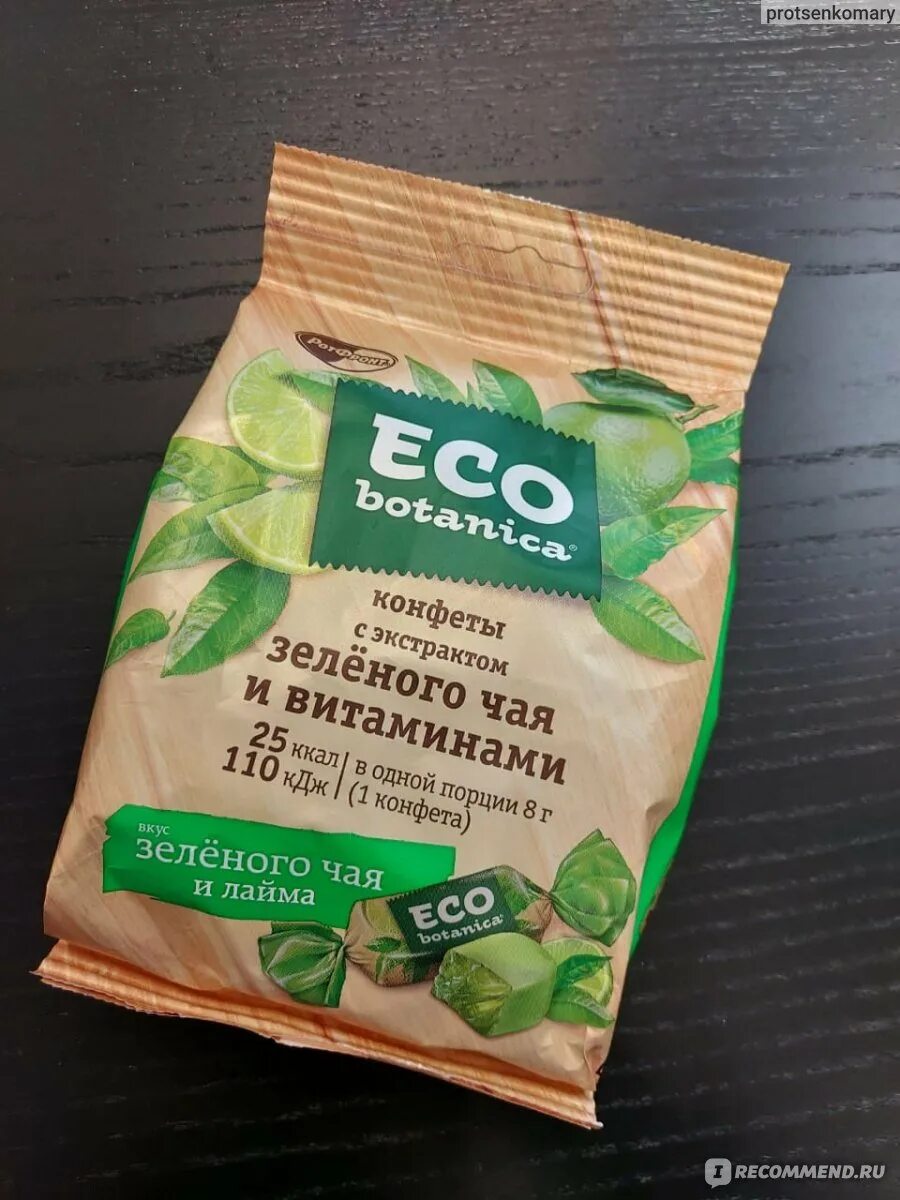 protsenkomary
РотФронт
ECO
botanica®
конфеты
с экстрактом
зелёного чая
и витаминами
25 ккал
110 кДж
в одной порции 8 г
(1 конфета)
вкус
зелёного чая
и лайма
ECO
botanica®
IRECOMMEND.RU